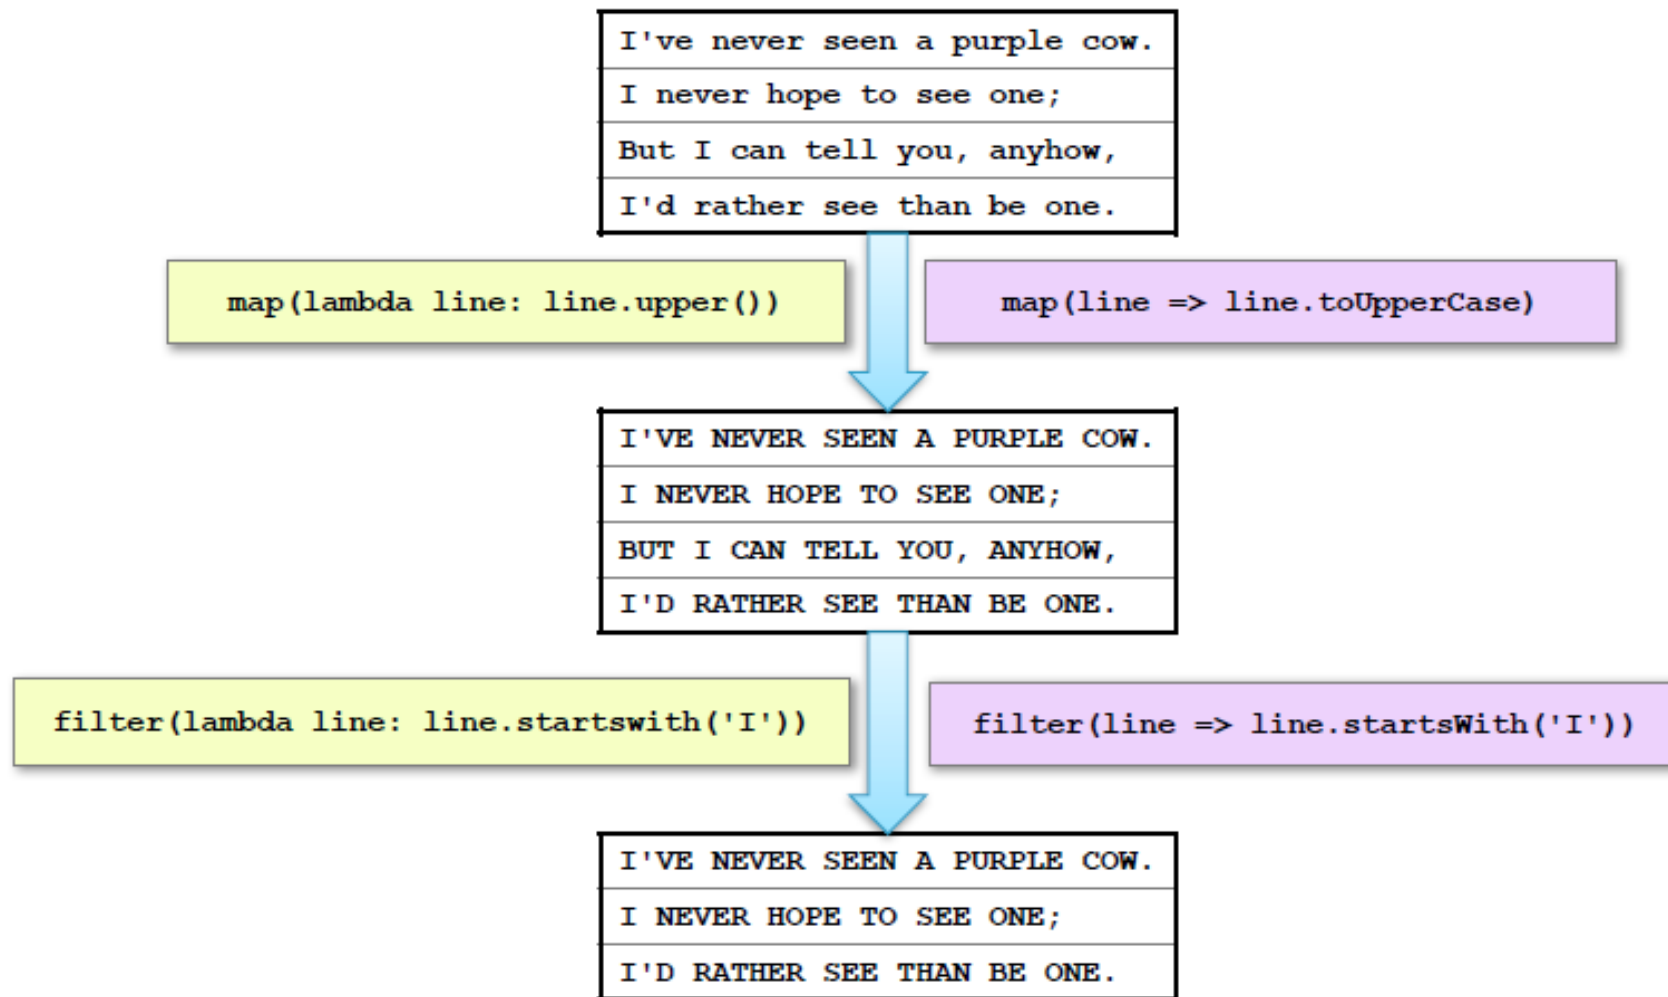 I've never seen a purple cow.
I never hope to see one;
But I can tell you, anyhow,
I'd rather see than be one.
map(lambda line: line.upper())
map(line => line.toUpperCase)
I'VE NEVER SEEN A PURPLE COW.
I NEVER HOPE TO SEE ONE;
BUT I CAN TELL YOU, ANYHOW,
I'D RATHER SEE THAN BE ONE.
filter(lambda line: line.startswith('I'))
filter(line => line.startsWith('I'))
I'VE NEVER SEEN A PURPLE COW.
I NEVER HOPE TO SEE ONE;
I'D RATHER SEE THAN BE ONE.